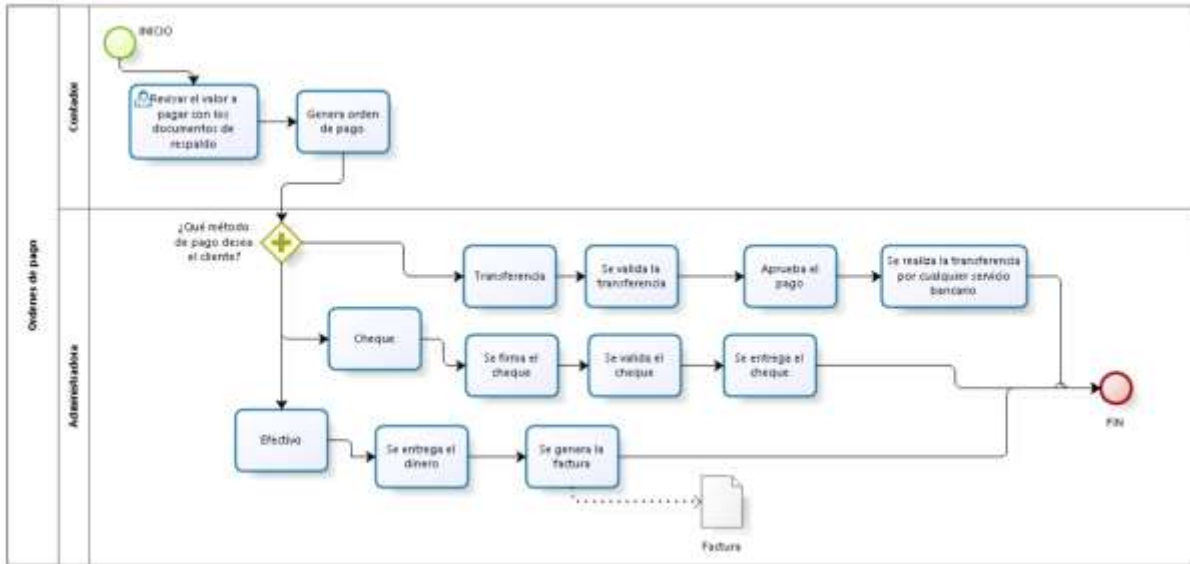 Ordenes de pago
Contador
INICIO
Revisar el valor a
pagar con los
documentos de
respaldo
Genera orden
de pago
Administradora
¿Qué método
de pago desea
el cliente?
Transferencia
Se valida la
transferencia
Aprueba el
pago
Se realiza la transferencia
por cualquier servicio
bancario
Cheque
Se firma el
cheque
Se valida el
cheque
Se entrega el
cheque
FIN
Efectivo
Se entrega el
dinero
Se genera la
factura
Factura